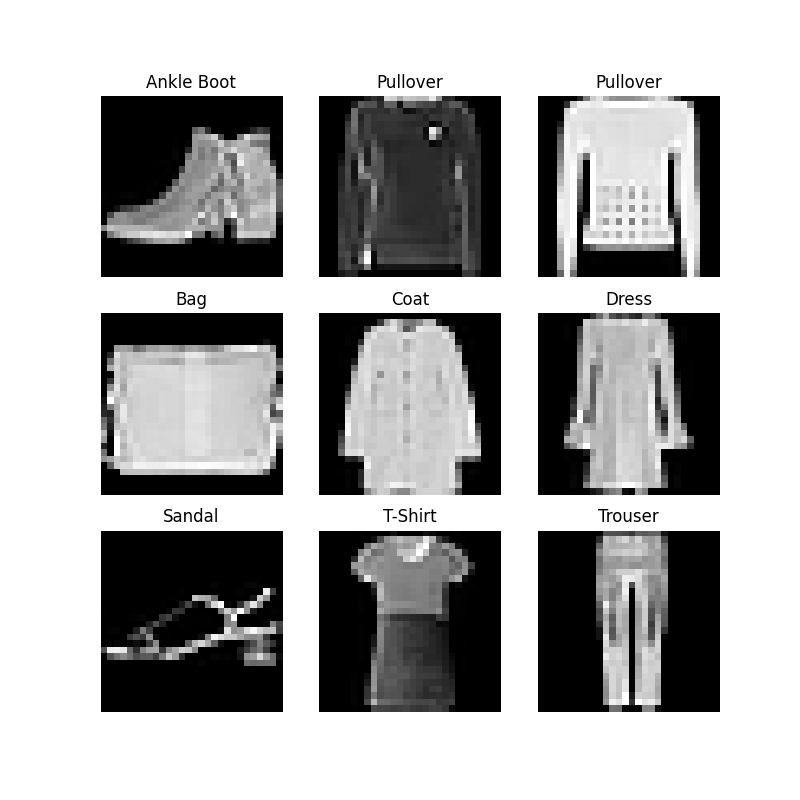 Ankle Boot
Pullover
Pullover
Bag
Coat
Dress
Sandal
T-Shirt
Trouser